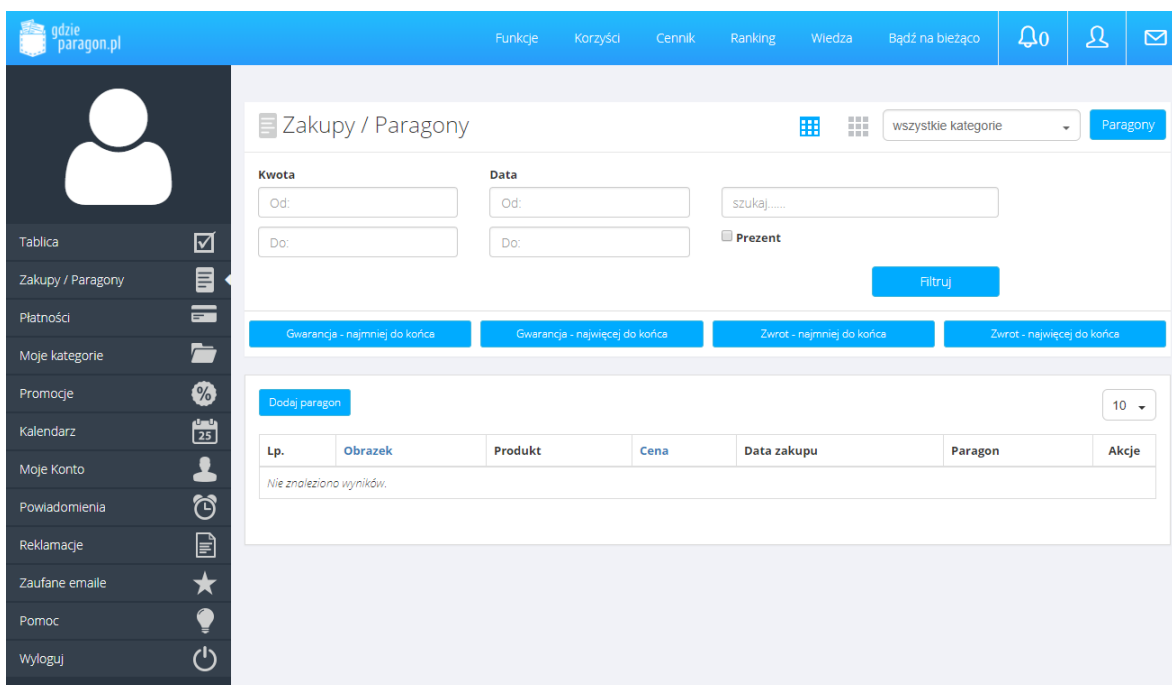 gdzie
paragon.pl
Funkcje Korzyści Cennik Ranking Wiedza Bądź na bieżąco 0
Zakupy / Paragony wszystkie kategorie Paragony
Kwota Data
Od: Od: szukaj......
Do: Do: Prezent
Filtruj
Gwarancja - najmniej do końca Gwarancja - najwięcej do końca Zwrot - najmniej do końca Zwrot - najwięcej do końca
Dodaj paragon 10
Lp. Obrazek Produkt Cena Data zakupu Paragon Akcje
Nie znaleziono wyników.
Tablica
Zakupy / Paragony
Płatności
Moje kategorie
Promocje %
Kalendarz 25
Moje Konto
Powiadomienia
Reklamacje
Zaufane emaile
Pomoc
Wyloguj